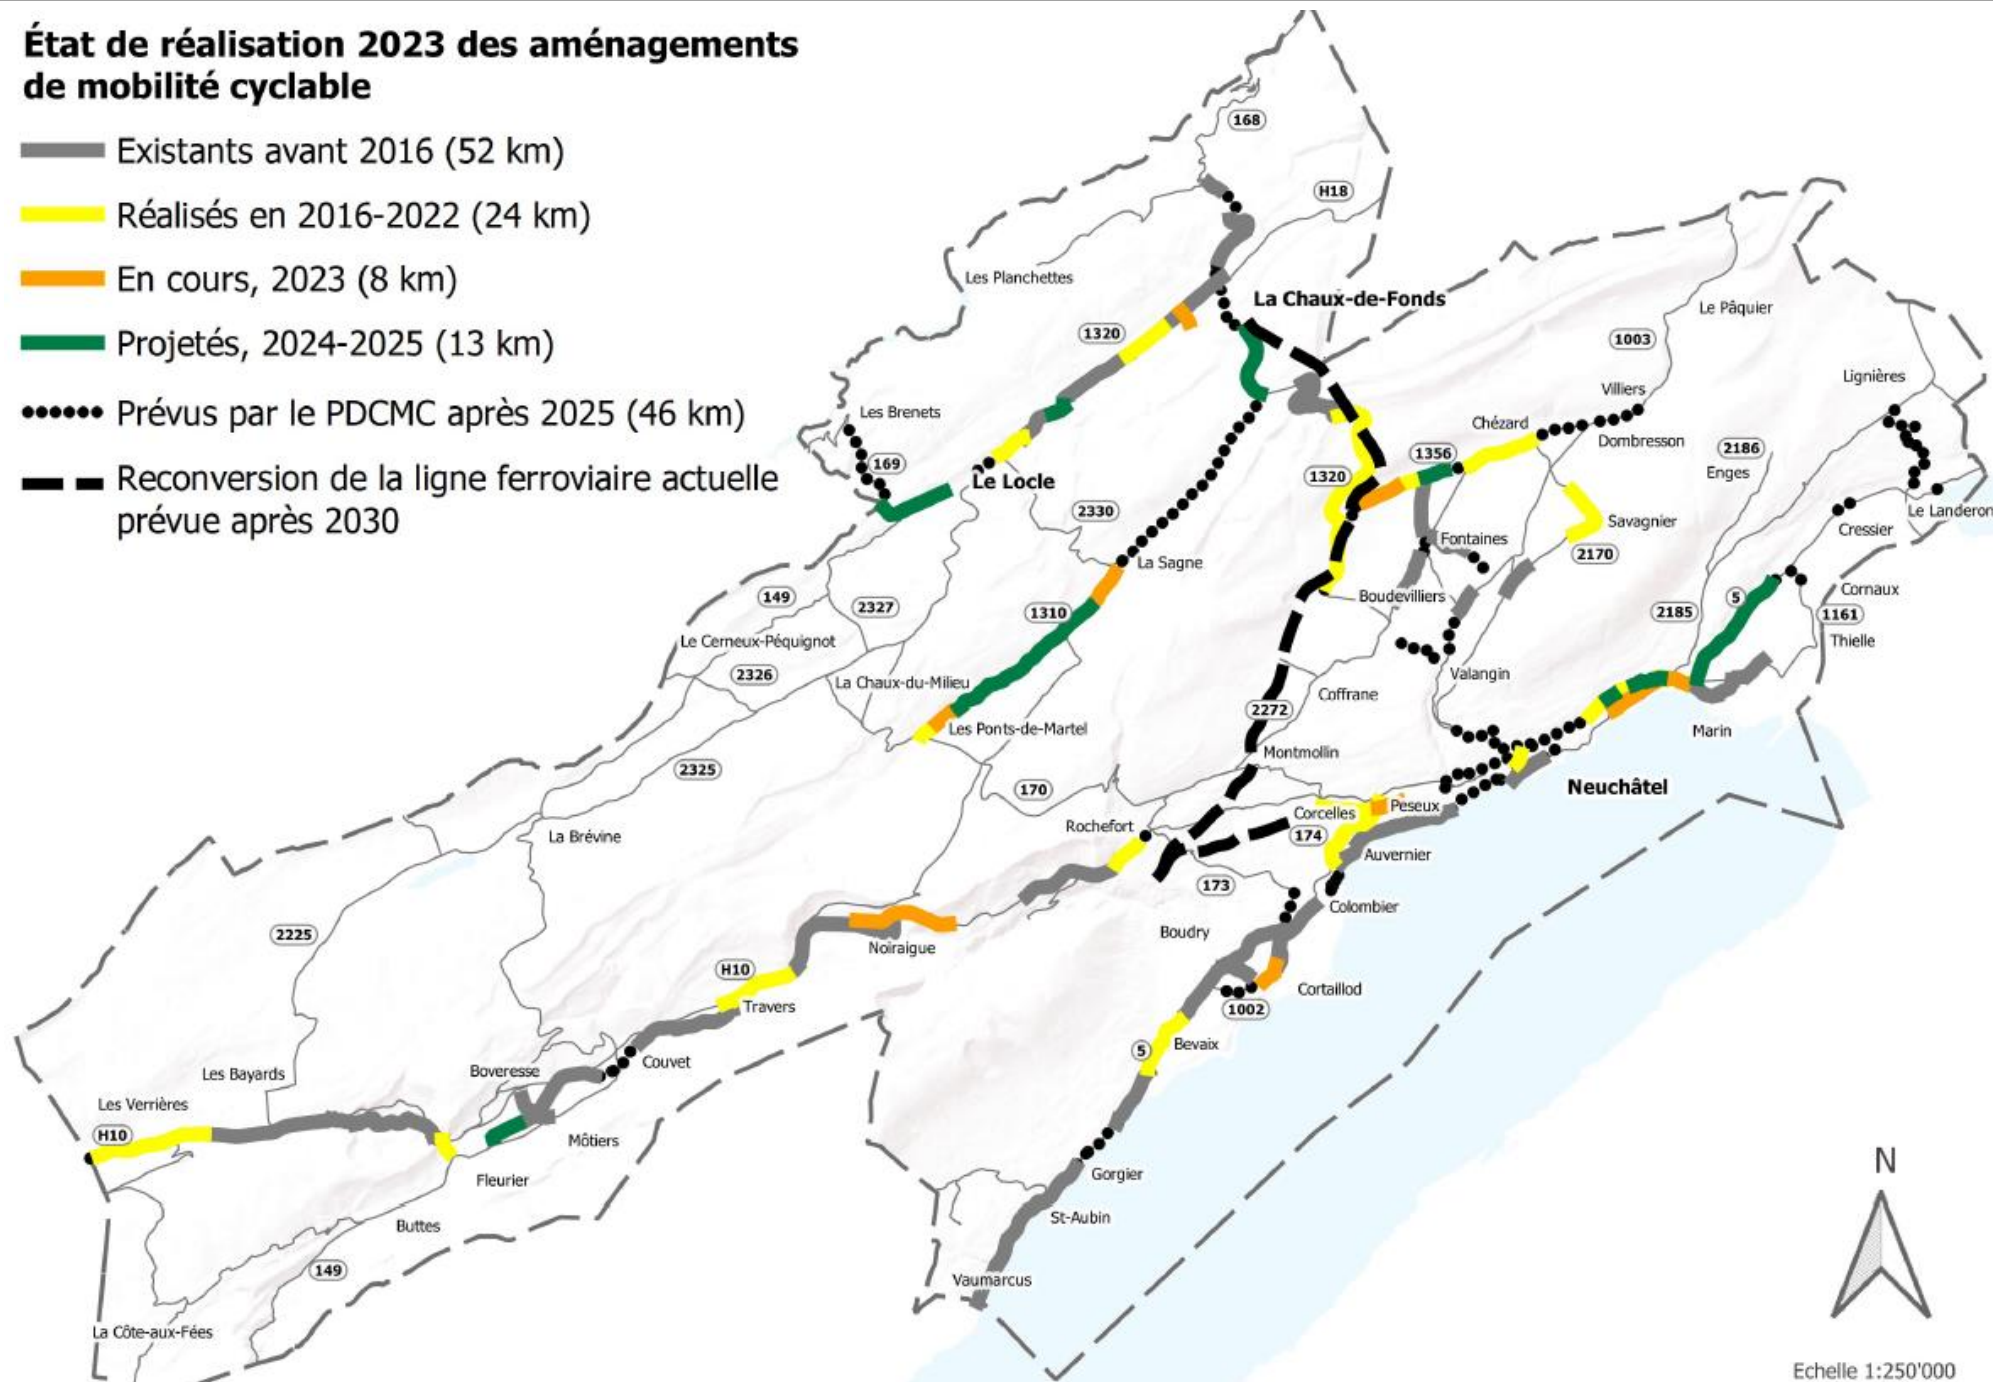 État de réalisation 2023 des aménagements
de mobilité cyclable
Existants avant 2016 (52 km)
Réalisés en 2016-2022 (24 km)
En cours, 2023 (8 km)
Projetés, 2024-2025 (13 km)
Prévus par le PDCMC après 2025 (46 km)
Reconversion de la ligne ferroviaire actuelle
prévue après 2030
168
H18
Les Planchettes
La Chaux-de-Fonds
Le Pâquier
1320
1003
Lignières
Villiers
Les Brenets
Chézard
Dombresson
2186
1356
169
Enges
1320
Le Locle
2330
Le Landeron
Savagnier
Cressier
Fontaines
2170
La Sagne
149
Boudevilliers
5
Cornaux
2327
1310
2185
1161
Le Cerneux-Péquignot
Thielle
2326
Valangin
La Chaux-du-Milieu
Coffrane
2272
Les Ponts-de-Martel
Marin
Montmollin
2325
170
Neuchâtel
Peseux
Corcelles
Rochefort
La Brévine
174
Auvernier
173
Colombier
2225
Boudry
Noiraigue
H10
Cortaillod
Travers
1002
5
Bevaix
Couvet
Boveresse
Les Bayards
Les Verrières
H10
Môtiers
N
Gorgier
Fleurier
St-Aubin
Buttes
149
Vaumarcus
La Côte-aux-Fées
Echelle 1:250'000